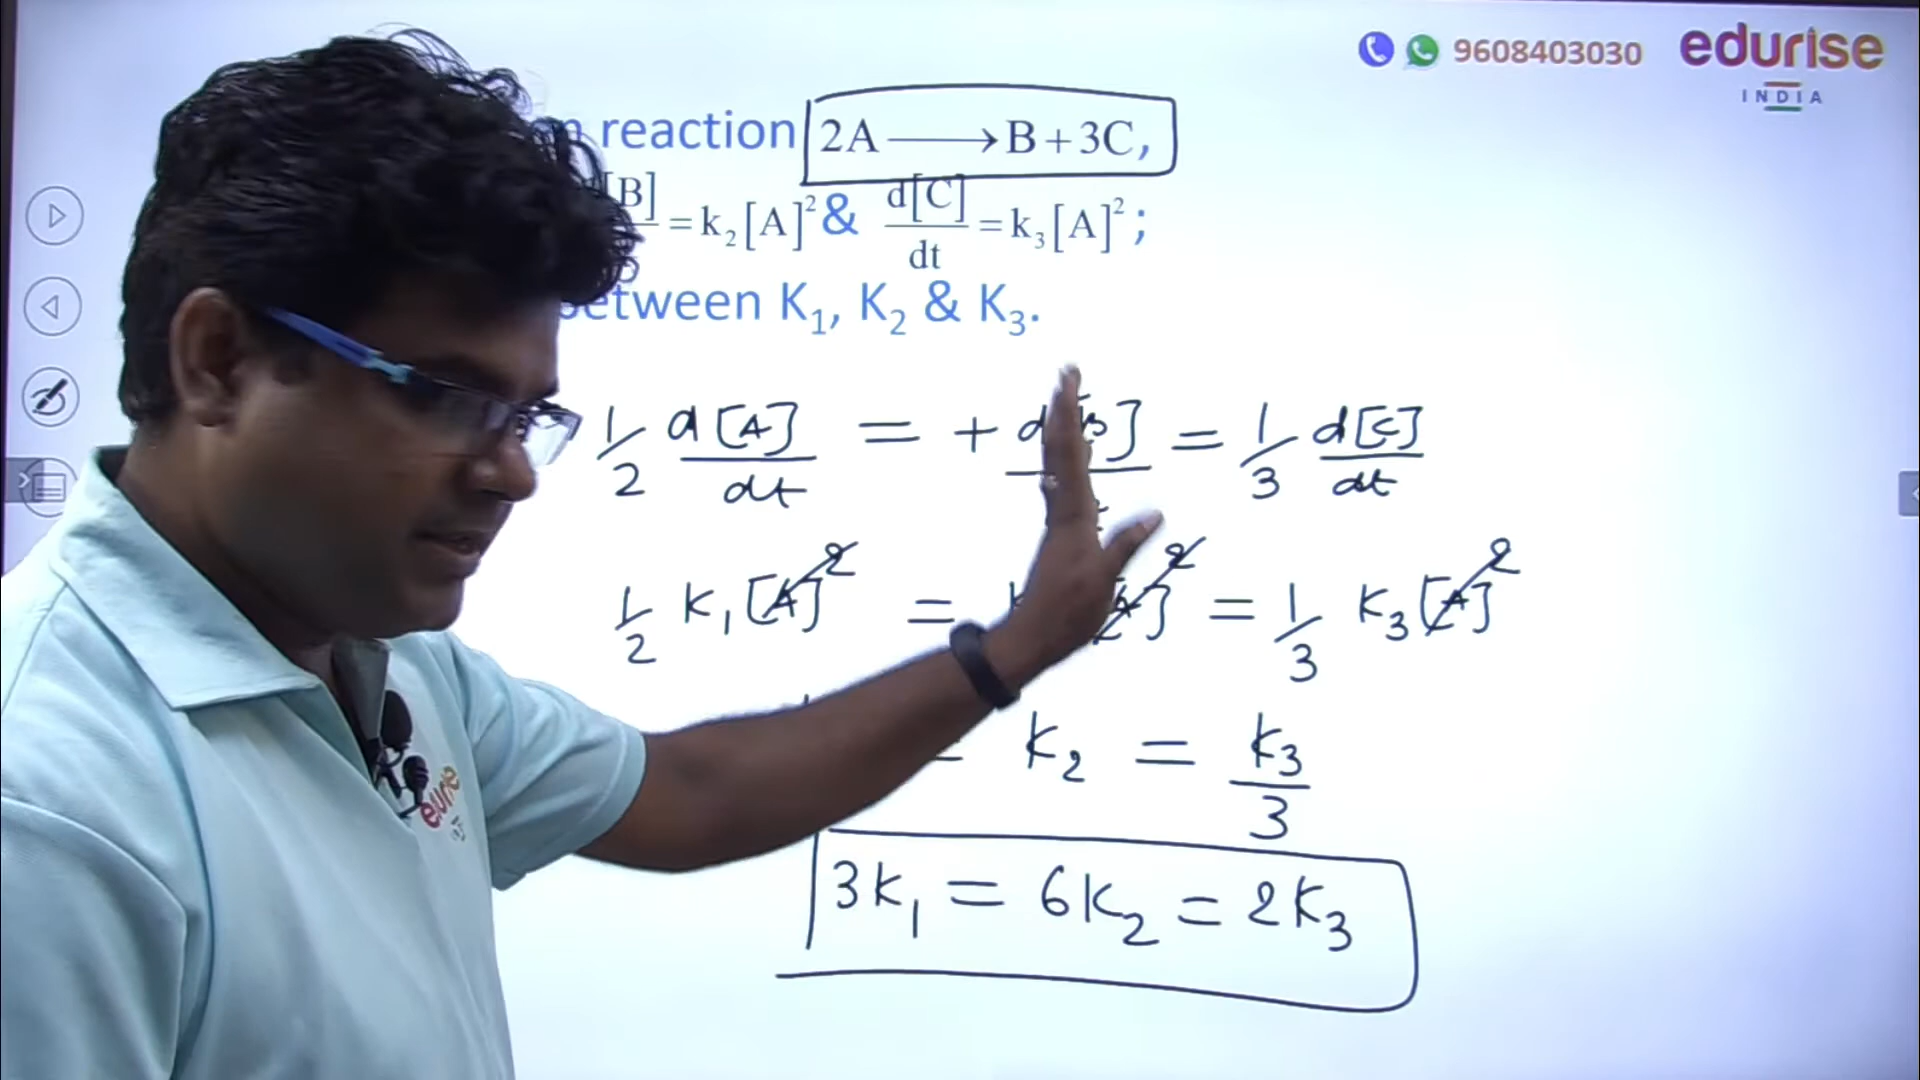 9608403030 edurise
INDIA
reaction 2A ⟶ B + 3C,
[B] = k₂[A]² & d[C]/dt = k₃[A]²;
between K₁, K₂ & K₃.
1/2 d[A]/dt = + d[B] = 1/3 d[C]/dt
1/2 K₁[A]² = K [A]² = 1/3 K₃[A]²
= K₂ = K₃/3
3K₁ = 6K₂ = 2K₃